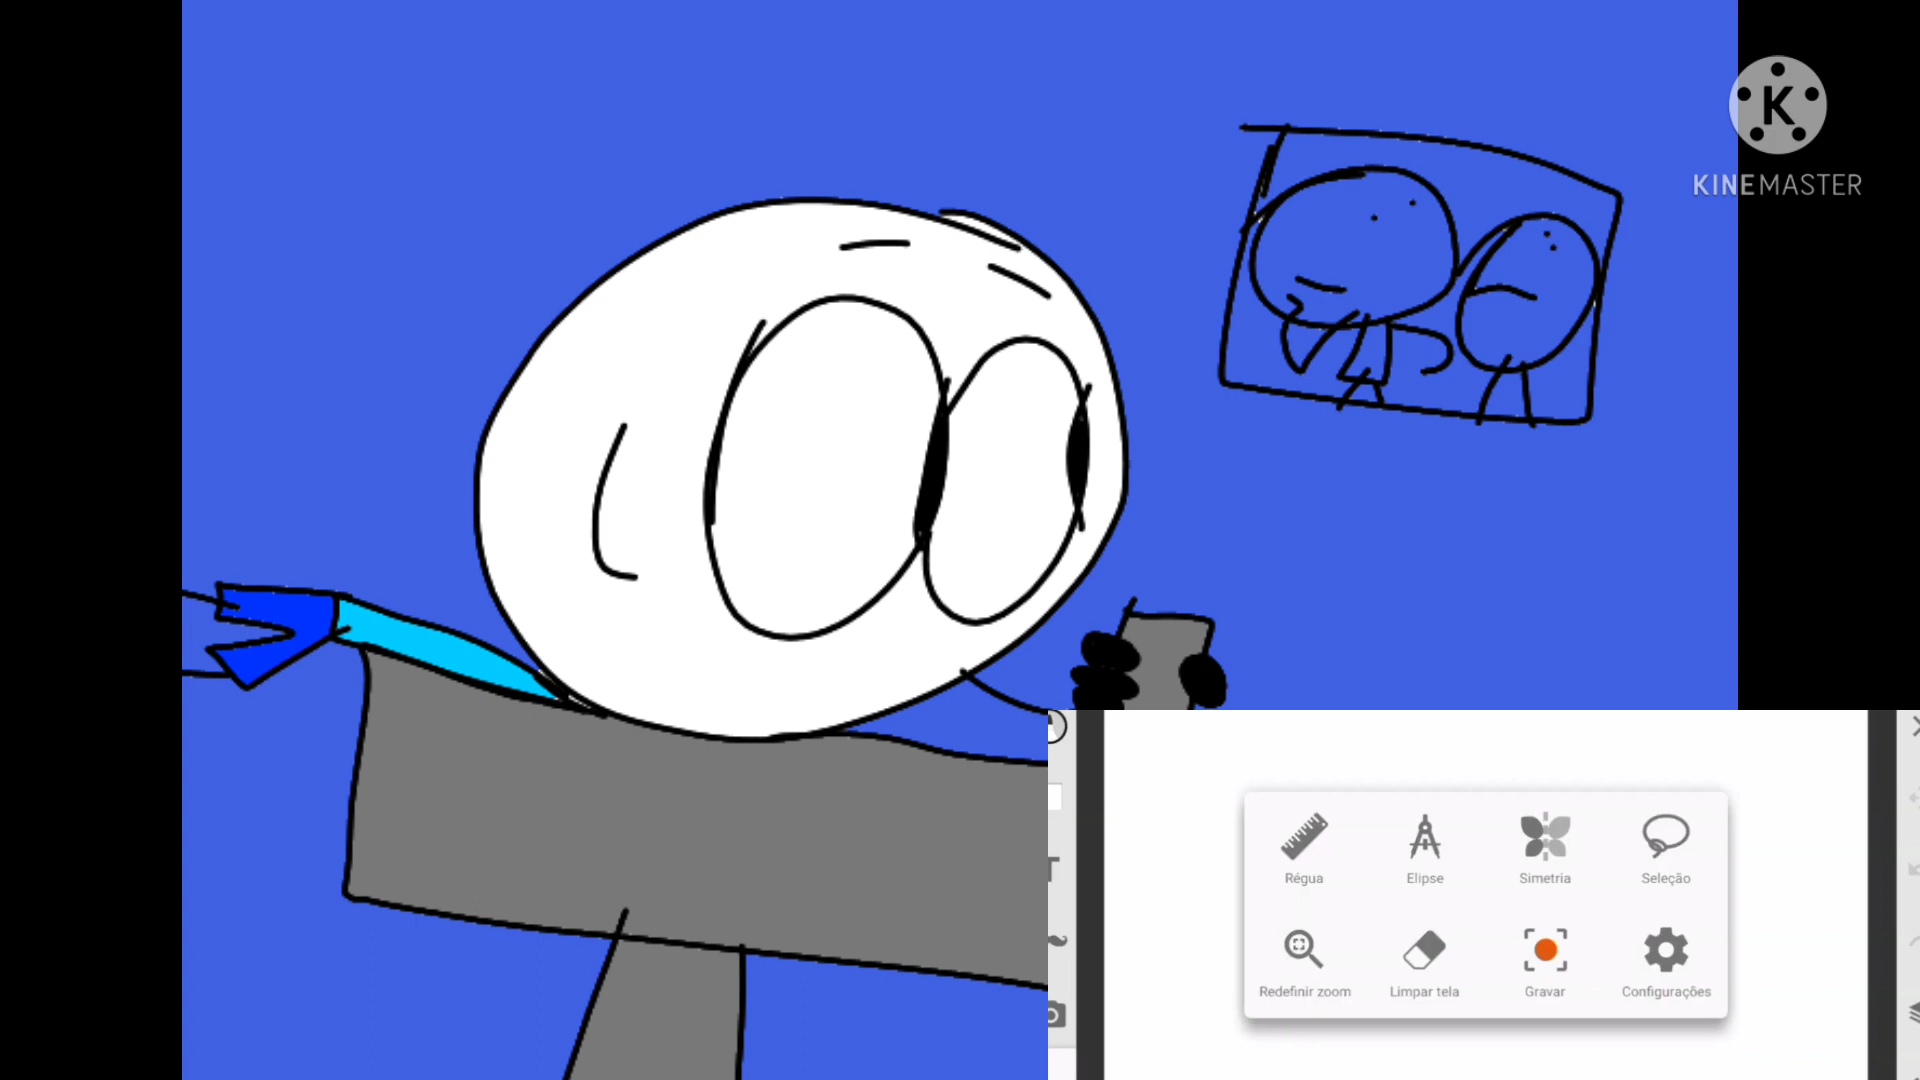 K
KINEMASTER
T
Régua Elipse Simetria Seleção
Redefinir zoom Limpar tela Gravar Configurações